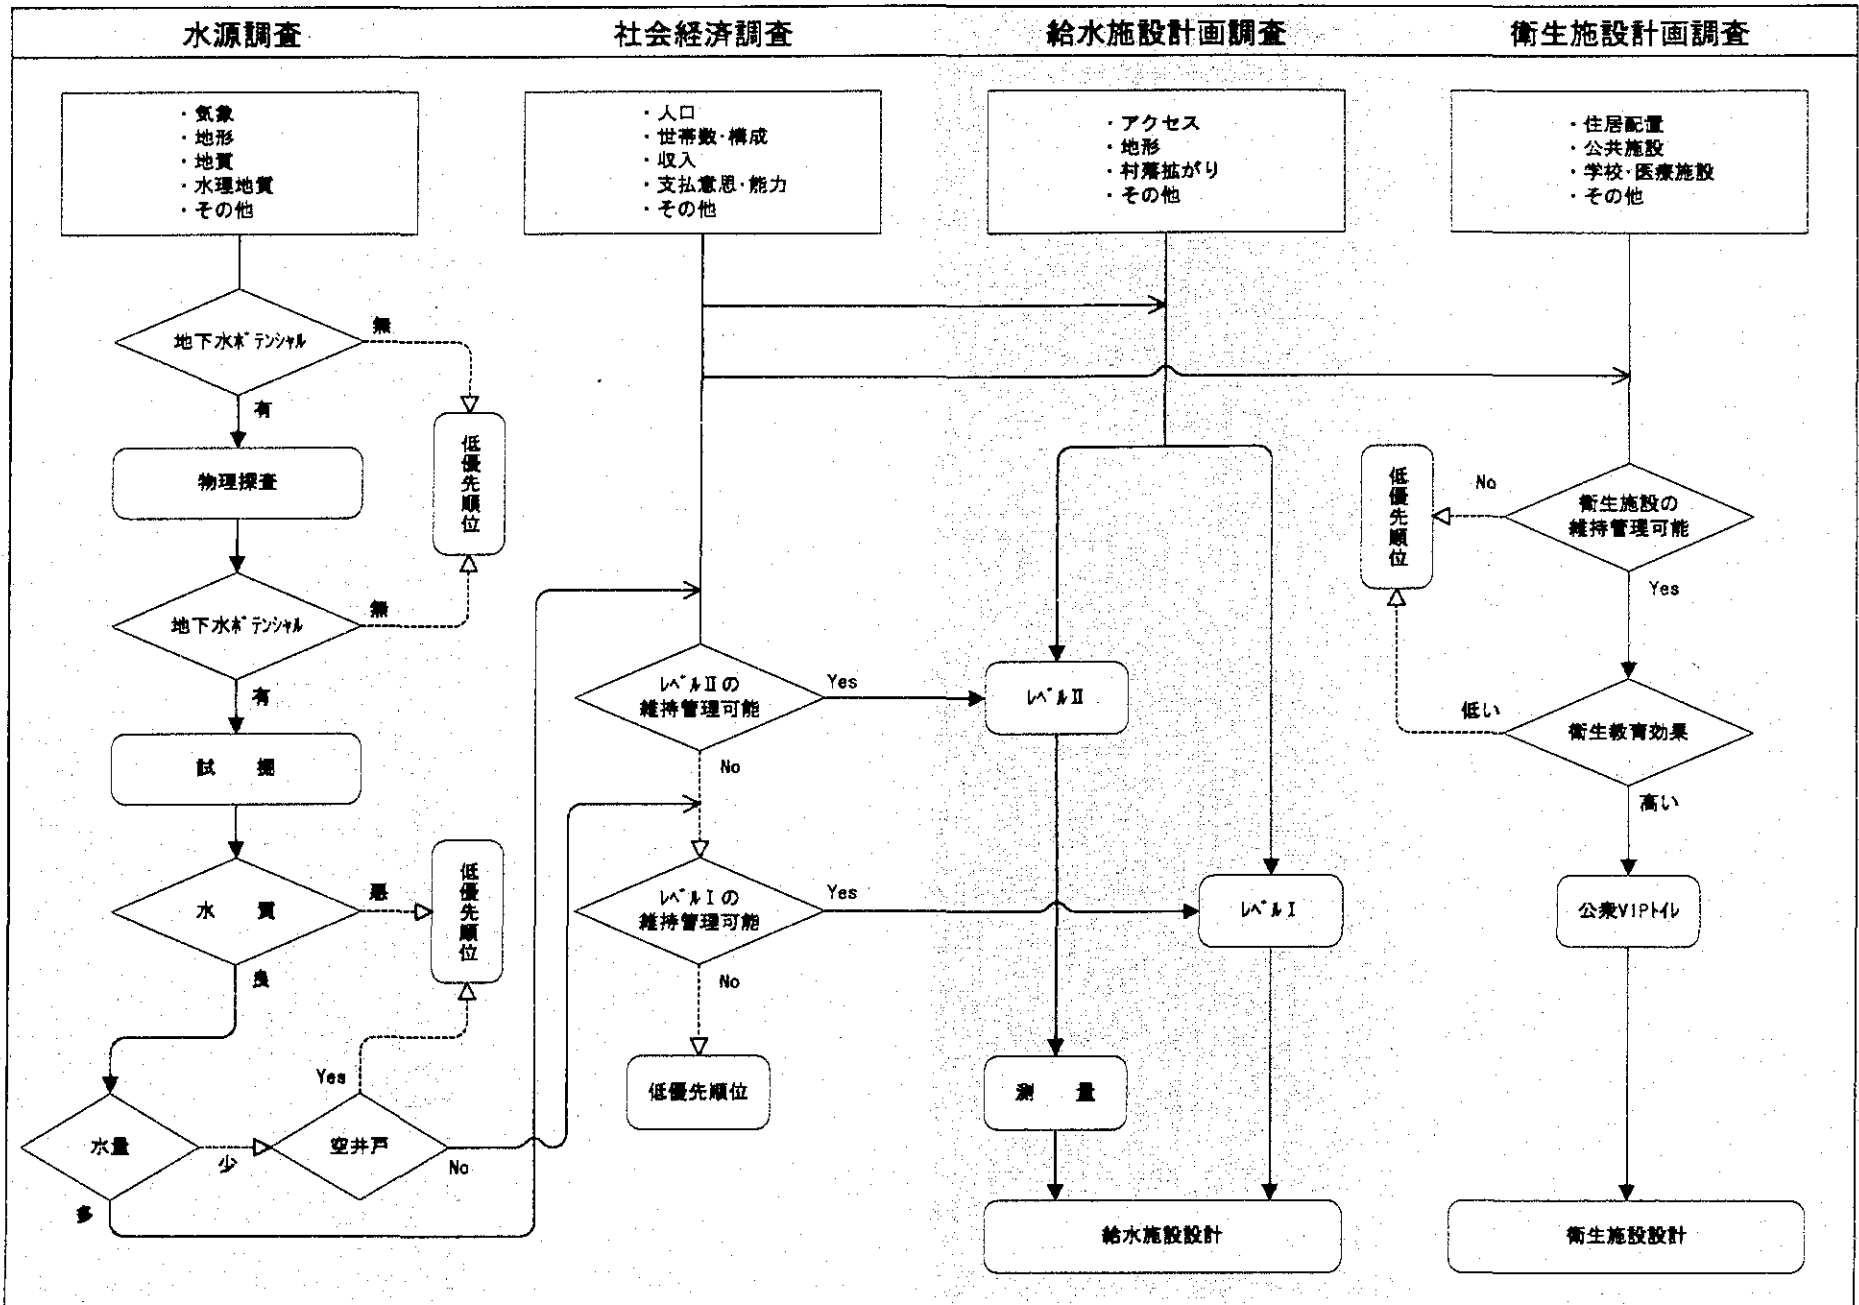 水源調査
社会経済調査
給水施設計画調査
衛生施設計画調査
・気象
・地形
・地質
・水理地質
・その他
・人口
・世帯数・構成
・収入
・支払意思・能力
・その他
・アクセス
・地形
・村落拡がり
・その他
・住居配置
・公共施設
・学校・医療施設
・その他
地下水ポテンシャル
無
有
低優先順位
物理探査
地下水ポテンシャル
無
有
試 掘
水 質
悪
良
低優先順位
水量
少
多
空井戸
Yes
No
レベルⅡの
維持管理可能
Yes
No
レベルⅠの
維持管理可能
Yes
No
低優先順位
レベルⅡ
レベルⅠ
測 量
給水施設設計
低優先順位
No
衛生施設の
維持管理可能
Yes
低い
衛生教育効果
高い
公衆VIPトイレ
衛生施設設計